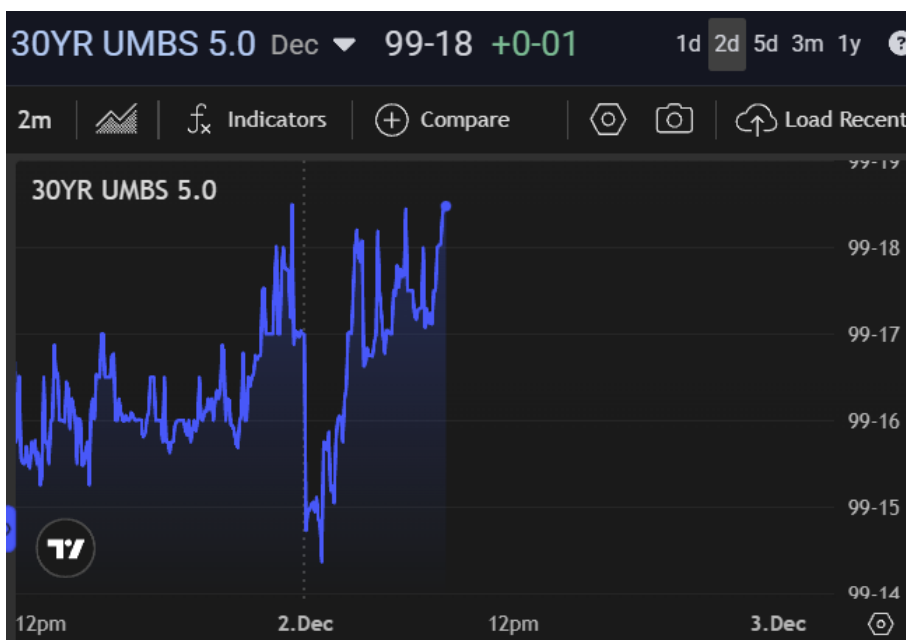 30YR UMBS 5.0 Dec 99-18 +0-01 1d 2d 5d 3m 1y ?
2m fx Indicators Compare Load Recent
30YR UMBS 5.0
99-19
99-18
99-17
99-16
99-15
99-14
12pm 2.Dec 12pm 3.Dec